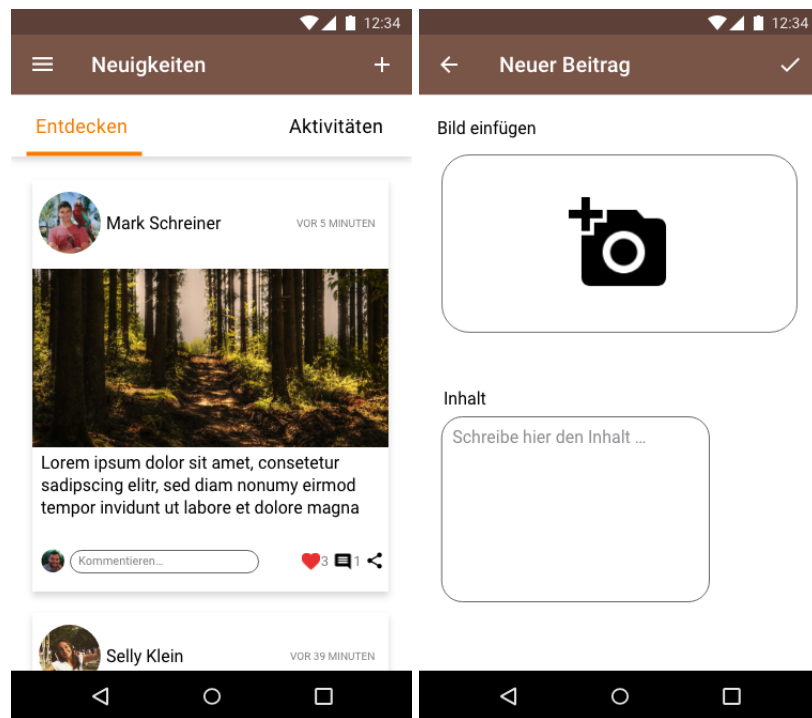 12:34
Neuigkeiten
Entdecken Aktivitäten
Mark Schreiner VOR 5 MINUTEN
Lorem ipsum dolor sit amet, consetetur
sadipscing elitr, sed diam nonumy eirmod
tempor invidunt ut labore et dolore magna
Kommentieren... 3 1
Selly Klein VOR 39 MINUTEN
12:34
Neuer Beitrag
Bild einfügen
Inhalt
Schreibe hier den Inhalt ...